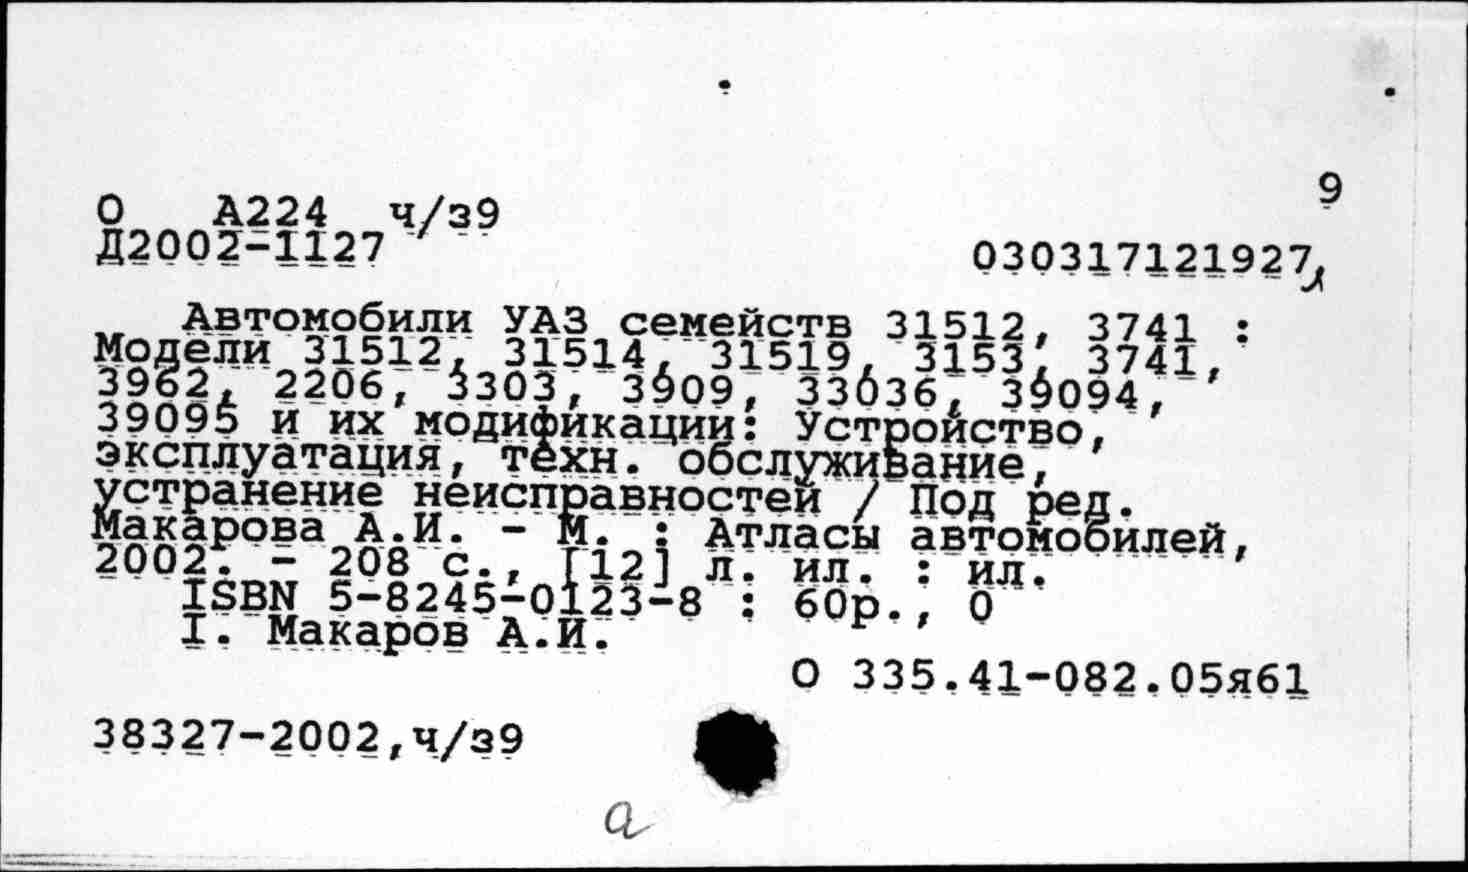 9
О А224 ч/з9
Д2002-1127
030317121927
Автомобили УАЗ семейств 31512, 3741 :
Модели 31512, 31514, 31519, 3153, 3741,
3962, 2206, 3303, 3909, 33036, 39094,
39095 и их модификации: Устройство,
эксплуатация, техн. обслуживание,
устранение неисправностей / Под ред.
Макарова А.И. - М. : Атласы автомобилей,
2002. - 208 с., [12] л. ил. : ил.
ISBN 5-8245-0123-8 : 60р., 0
I. Макаров А.И.
О 335.41-082.05я61
38327-2002,ч/з9
а